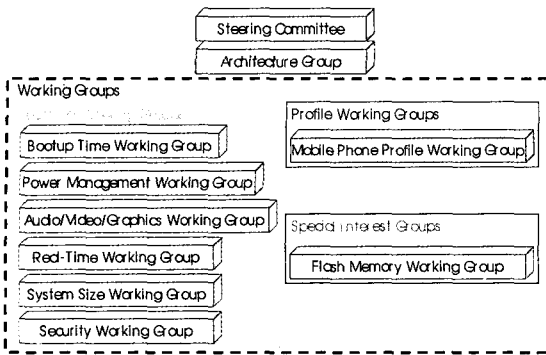 Steering Committee
Architecture Group
Working Groups
Bootup Time Working Group
Power Management Working Group
Audio/Video/Graphics Working Group
Real-Time Working Group
System Size Working Group
Security Working Group
Profile Working Groups
Mobile Phone Profile Working Group
Special Interest Groups
Flash Memory Working Group